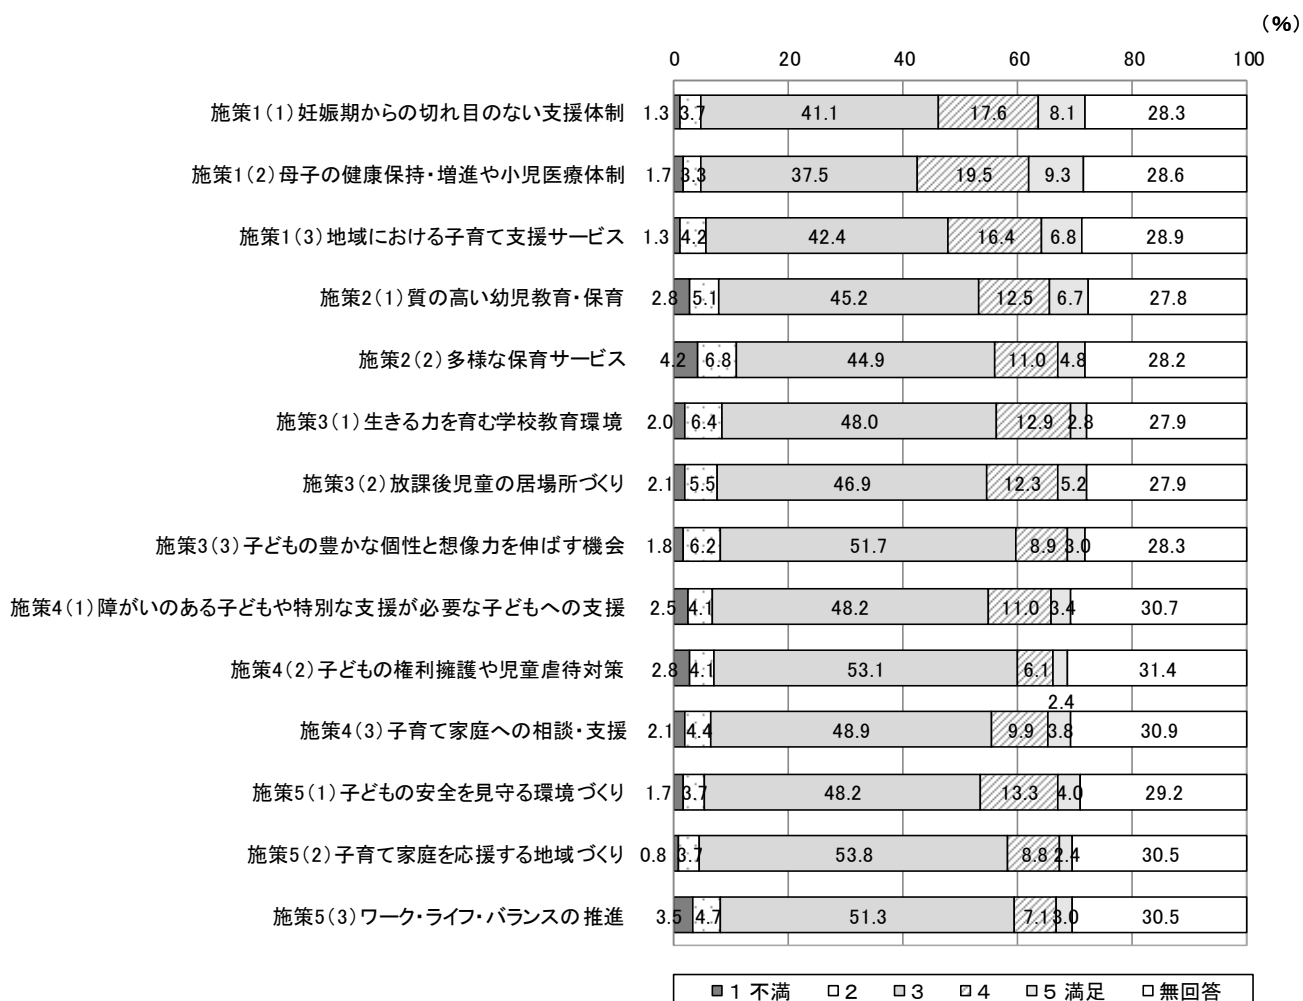 （％）
0 20 40 60 80 100
施策1（1）妊娠期からの切れ目のない支援体制 1.3 3.7 41.1 17.6 8.1 28.3
施策1（2）母子の健康保持・増進や小児医療体制 1.7 3.3 37.5 19.5 9.3 28.6
施策1（3）地域における子育て支援サービス 1.3 4.2 42.4 16.4 6.8 28.9
施策2（1）質の高い幼児教育・保育 2.8 5.1 45.2 12.5 6.7 27.8
施策2（2）多様な保育サービス 4.2 6.8 44.9 11.0 4.8 28.2
施策3（1）生きる力を育む学校教育環境 2.0 6.4 48.0 12.9 2.8 27.9
施策3（2）放課後児童の居場所づくり 2.1 5.5 46.9 12.3 5.2 27.9
施策3（3）子どもの豊かな個性と想像力を伸ばす機会 1.8 6.2 51.7 8.9 3.0 28.3
施策4（1）障がいのある子どもや特別な支援が必要な子どもへの支援 2.5 4.1 48.2 11.0 3.4 30.7
施策4（2）子どもの権利擁護や児童虐待対策 2.8 4.1 53.1 6.1 31.4
2.4
施策4（3）子育て家庭への相談・支援 2.1 4.4 48.9 9.9 3.8 30.9
施策5（1）子どもの安全を見守る環境づくり 1.7 3.7 48.2 13.3 4.0 29.2
施策5（2）子育て家庭を応援する地域づくり 0.8 3.7 53.8 8.8 2.4 30.5
施策5（3）ワーク・ライフ・バランスの推進 3.5 4.7 51.3 7.1 3.0 30.5
1 不満 2 3 4 5 満足 無回答